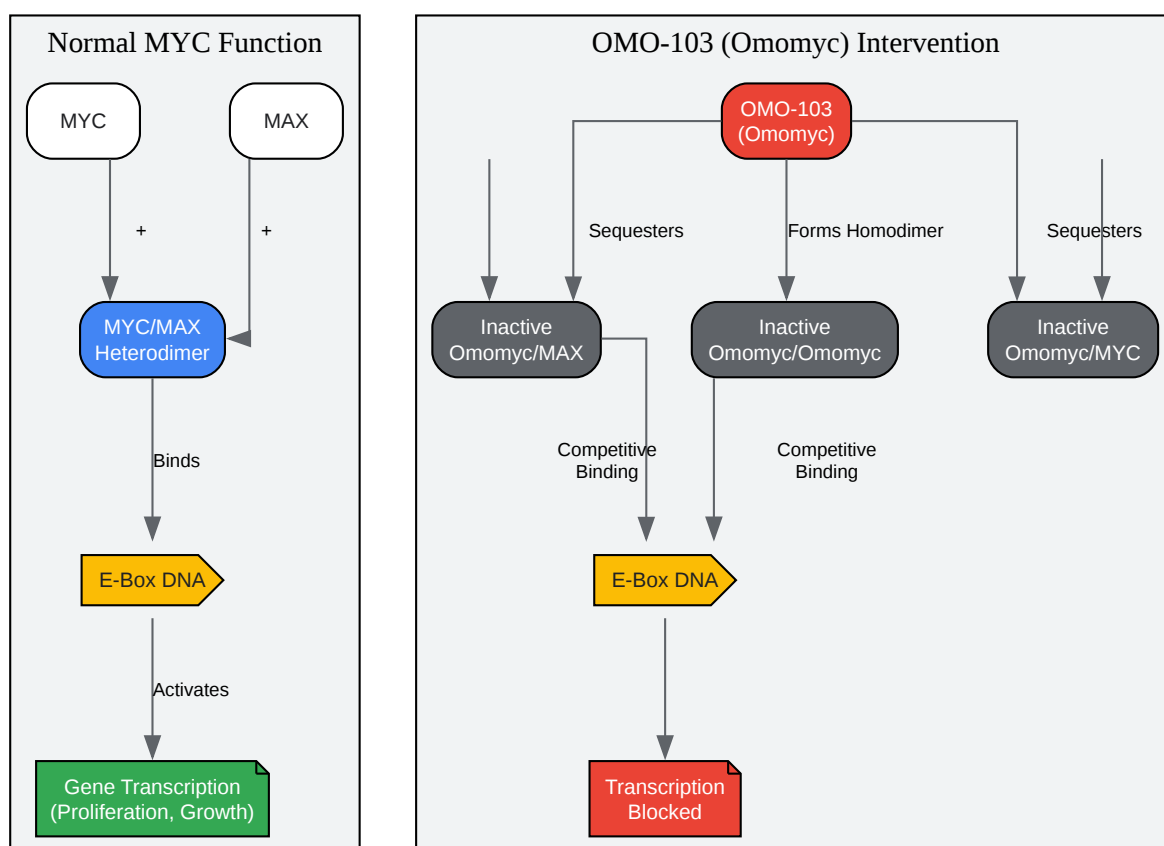 Normal MYC Function
MYC
MAX
+
+
MYC/MAX
Heterodimer
Binds
E-Box DNA
Activates
Gene Transcription
(Proliferation, Growth)
OMO-103 (Omomyc) Intervention
OMO-103
(Omomyc)
Sequesters
Forms Homodimer
Sequesters
Inactive
Omomyc/MAX
Inactive
Omomyc/Omomyc
Inactive
Omomyc/MYC
Competitive
Binding
Competitive
Binding
E-Box DNA
Transcription
Blocked